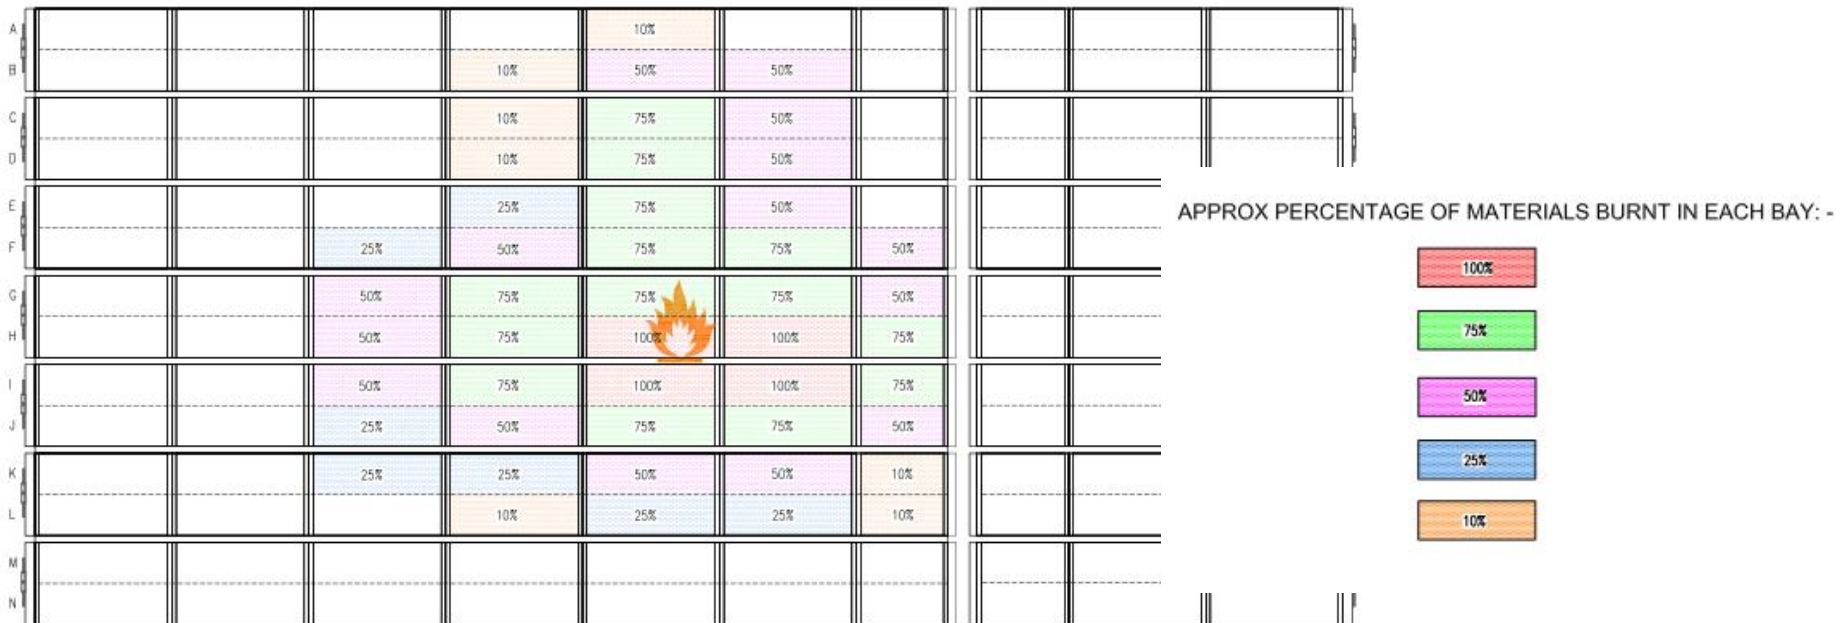 A 10%
B 10% 50% 50%
C 10% 75% 50%
D 10% 75% 50%
E 25% 75% 50%
APPROX PERCENTAGE OF MATERIALS BURNT IN EACH BAY: -
F 25% 50% 75% 75% 50%
100%
G 50% 75% 75% 75% 50%
H 50% 75% 100% 100% 75%
75%
I 50% 75% 100% 100% 75%
50%
J 25% 50% 75% 75% 50%
25%
K 25% 25% 50% 50% 10%
L 10% 25% 25% 10%
10%
M
N